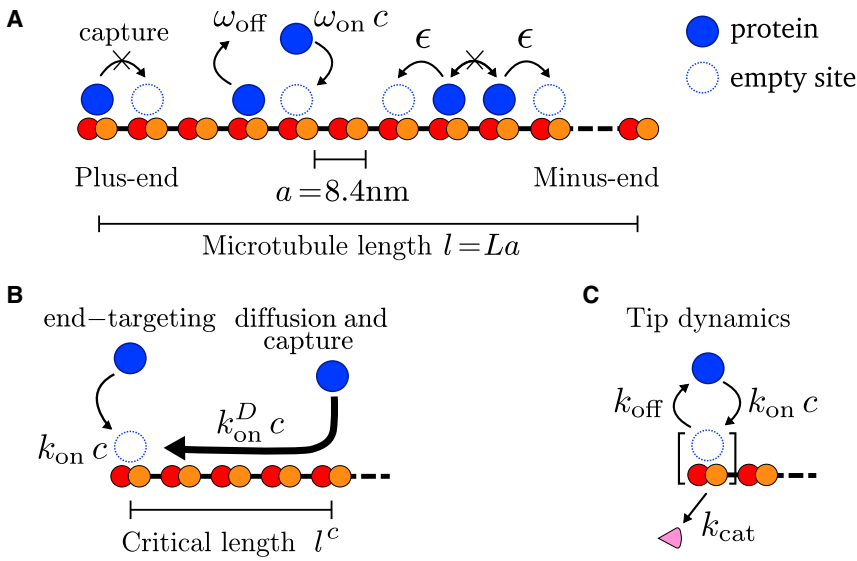 A
capture
ω_off
ω_on c
ϵ
ϵ
protein
empty site
Plus-end
a = 8.4nm
Minus-end
Microtubule length l = La
B
end−targeting
diffusion and
capture
k_on c
k_on^D c
Critical length l^c
C
Tip dynamics
k_off
k_on c
k_cat